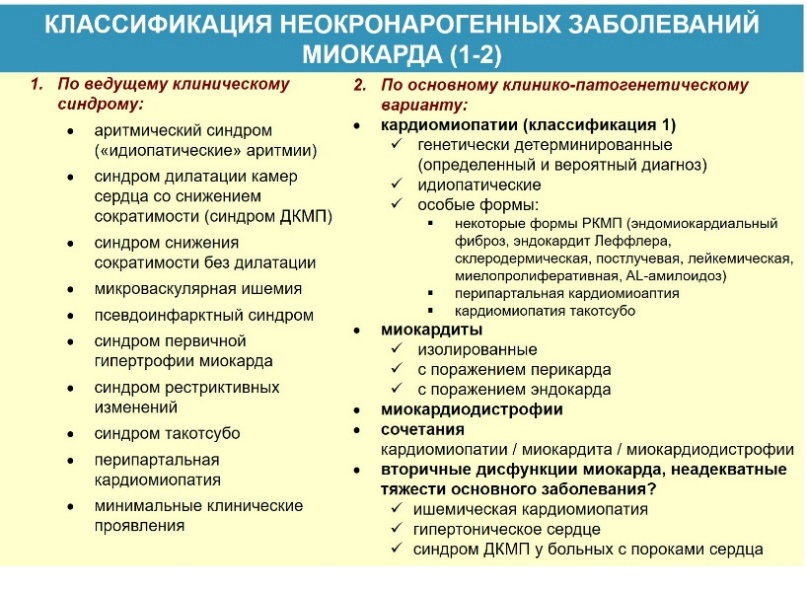 КЛАССИФИКАЦИЯ НЕОКРОНАРОГЕННЫХ ЗАБОЛЕВАНИЙ
МИОКАРДА (1-2)
1. По ведущему клиническому
синдрому:
• аритмический синдром
(«идиопатические» аритмии)
• синдром дилатации камер
сердца со снижением
сократимости (синдром ДКМП)
• синдром снижения
сократимости без дилатации
• микроваскулярная ишемия
• псевдоинфарктный синдром
• синдром первичной
гипертрофии миокарда
• синдром рестриктивных
изменений
• синдром такотсубо
• перипартальная
кардиомиопатия
• минимальные клинические
проявления
2. По основному клинико-патогенетическому
варианту:
• кардиомиопатии (классификация 1)
✓ генетически детерминированные
(определенный и вероятный диагноз)
✓ идиопатические
✓ особые формы:
▪ некоторые формы РКМП (эндомиокардиальный
фиброз, эндокардит Леффлера,
склеродермическая, постлучевая, лейкемическая,
миелопролиферативная, AL-амилоидоз)
▪ перипартальная кардиомиоаптия
▪ кардиомиопатия такотсубо
• миокардиты
✓ изолированные
✓ с поражением перикарда
✓ с поражением эндокарда
• миокардиодистрофии
• сочетания
кардиомиопатии / миокардита / миокардиодистрофии
• вторичные дисфункции миокарда, неадекватные
тяжести основного заболевания?
✓ ишемическая кардиомиопатия
✓ гипертоническое сердце
✓ синдром ДКМП у больных с пороками сердца